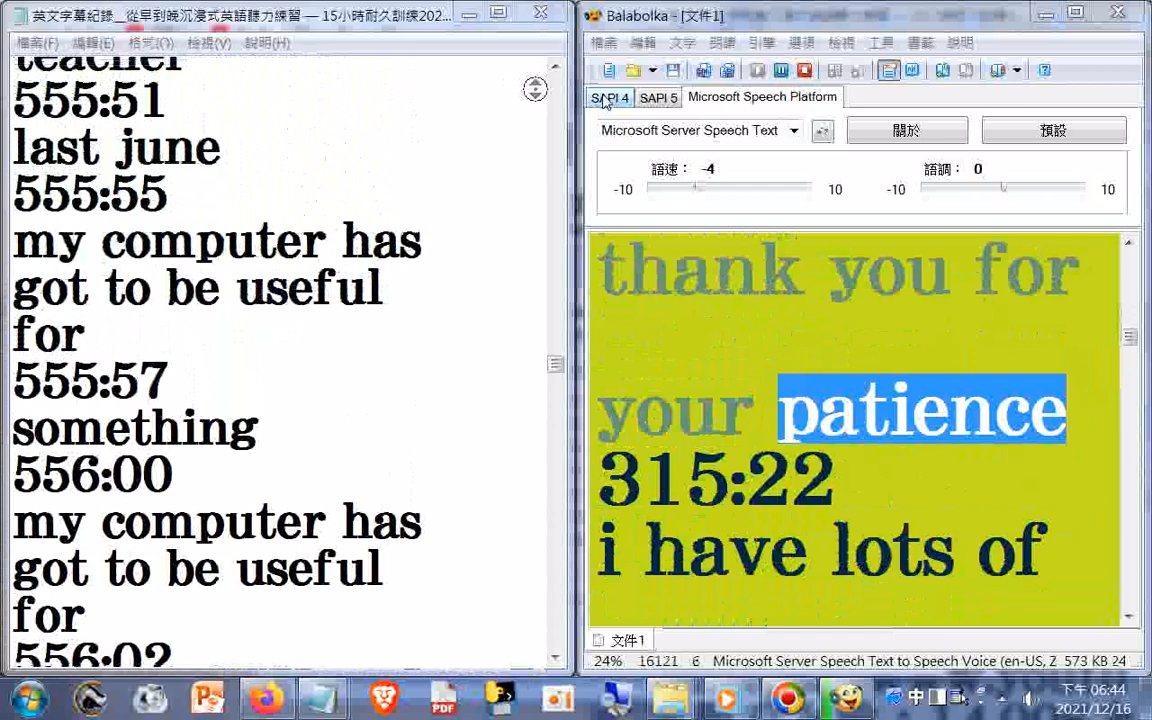 英文字幕紀錄__從早到晚沉浸式英語聽力練習 — 15小時耐久訓練202...
檔案(F) 編輯(E) 格式(O) 檢視(V) 說明(H)
teacher
555:51
last june
555:55
my computer has
got to be useful
for
555:57
something
556:00
my computer has
got to be useful
for
556:02
Balabolka - [文件1]
檔案 編輯 文字 朗讀 引擎 選項 檢視 工具 書籤 說明
SAPI 4 SAPI 5 Microsoft Speech Platform
Microsoft Server Speech Text 關於 預設
語速： -4 語調： 0
-10 10 -10 10
thank you for
your patience
315:22
i have lots of
文件1
24% 16121 6 Microsoft Server Speech Text to Speech Voice (en-US, Z 573 KB 24
PDF 中 下午 06:44
2021/12/16